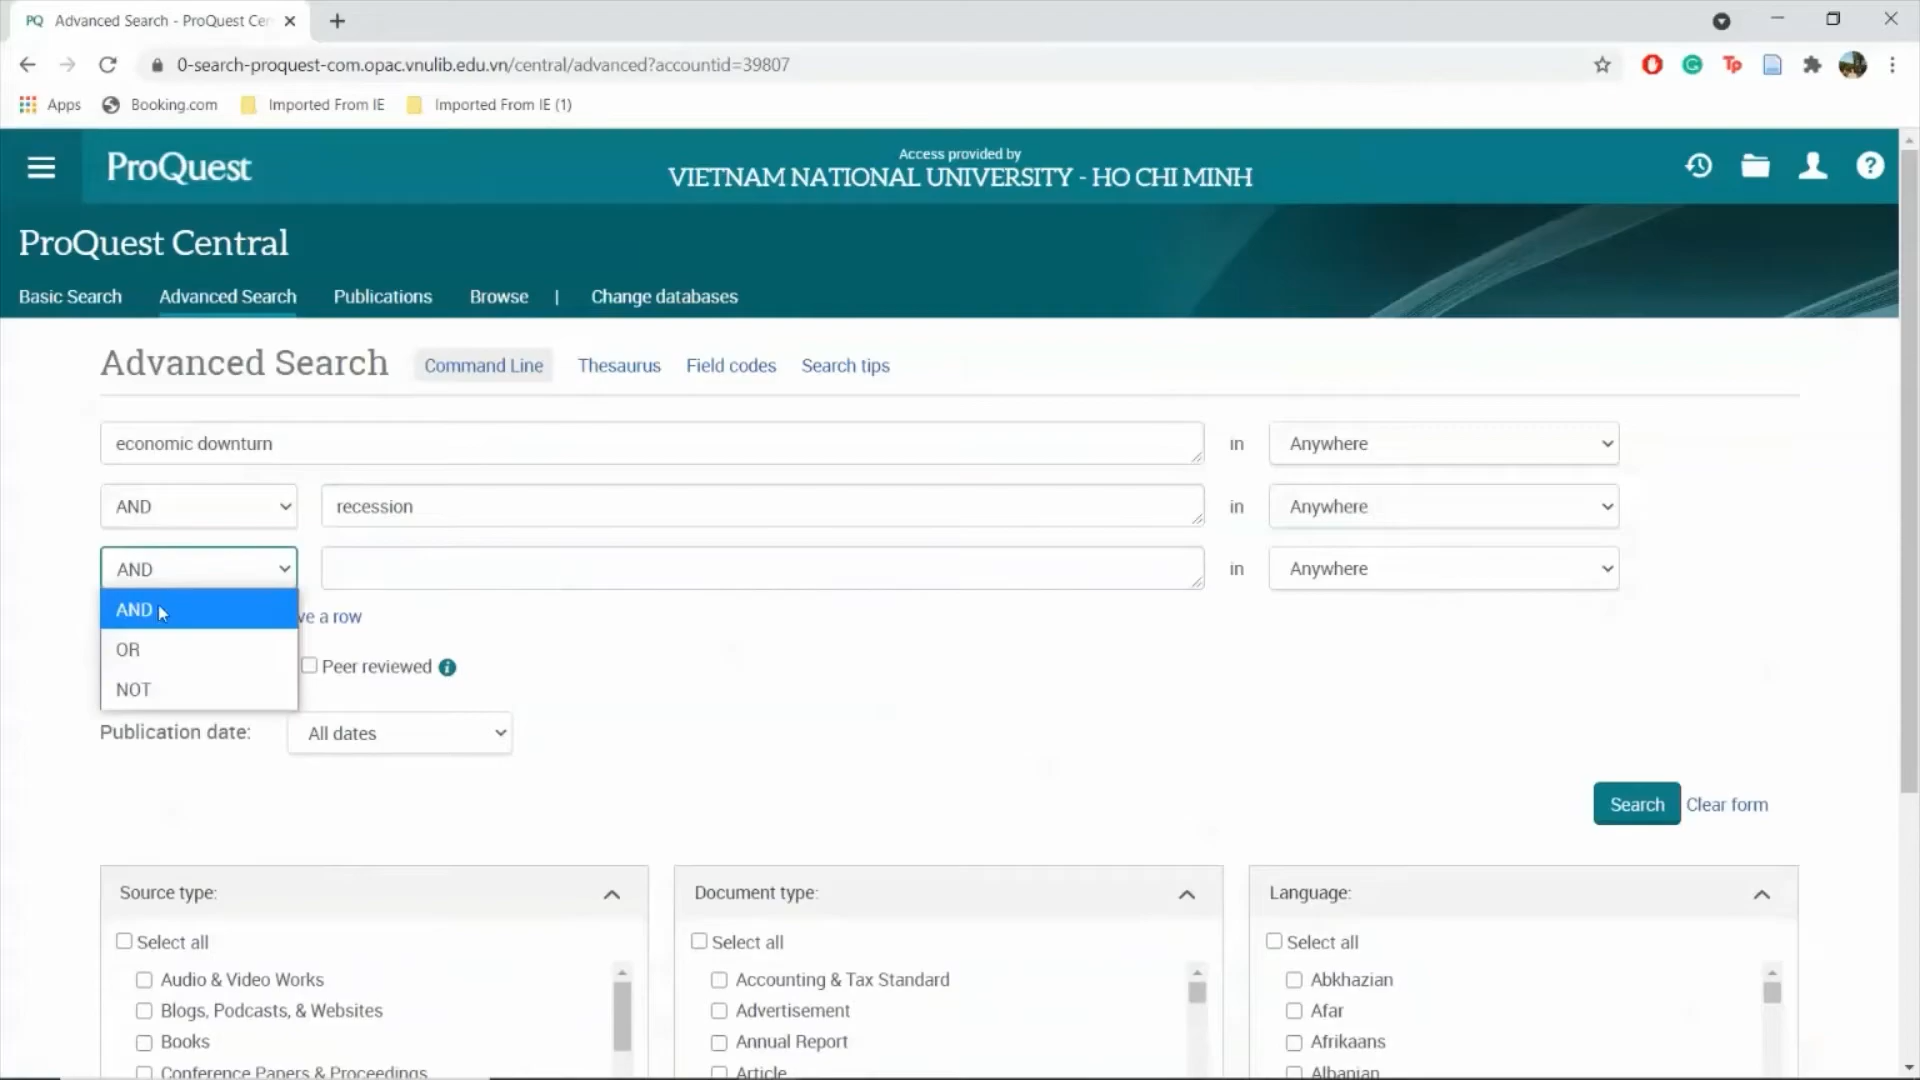 PQ Advanced Search - ProQuest Cen
0-search-proquest-com.opac.vnulib.edu.vn/central/advanced?accountid=39807
Tp
Apps Booking.com Imported From IE Imported From IE (1)
ProQuest
Access provided by
VIETNAM NATIONAL UNIVERSITY - HO CHI MINH
ProQuest Central
Basic Search Advanced Search Publications Browse | Change databases
Advanced Search Command Line Thesaurus Field codes Search tips
economic downturn in Anywhere
AND recession in Anywhere
AND in Anywhere
AND ve a row
OR
Peer reviewed i
NOT
Publication date: All dates
Search Clear form
Source type: Document type: Language:
Select all Select all Select all
Audio & Video Works Accounting & Tax Standard Abkhazian
Blogs, Podcasts, & Websites Advertisement Afar
Books Annual Report Afrikaans
Conference Papers & Proceedings Article Albanian